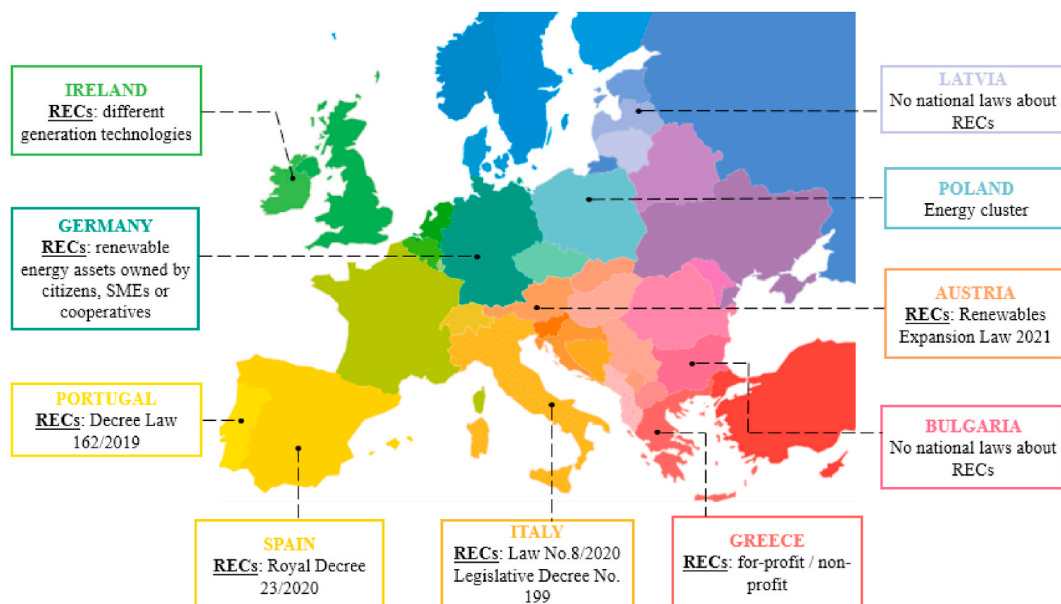 IRELAND
RECs: different
generation technologies
LATVIA
No national laws about
RECs
GERMANY
RECs: renewable
energy assets owned by
citizens, SMEs or
cooperatives
POLAND
Energy cluster
AUSTRIA
RECs: Renewables
Expansion Law 2021
PORTUGAL
RECs: Decree Law
162/2019
BULGARIA
No national laws about
RECs
SPAIN
RECs: Royal Decree
23/2020
ITALY
RECs: Law No.8/2020
Legislative Decree No.
199
GREECE
RECs: for-profit / non-
profit